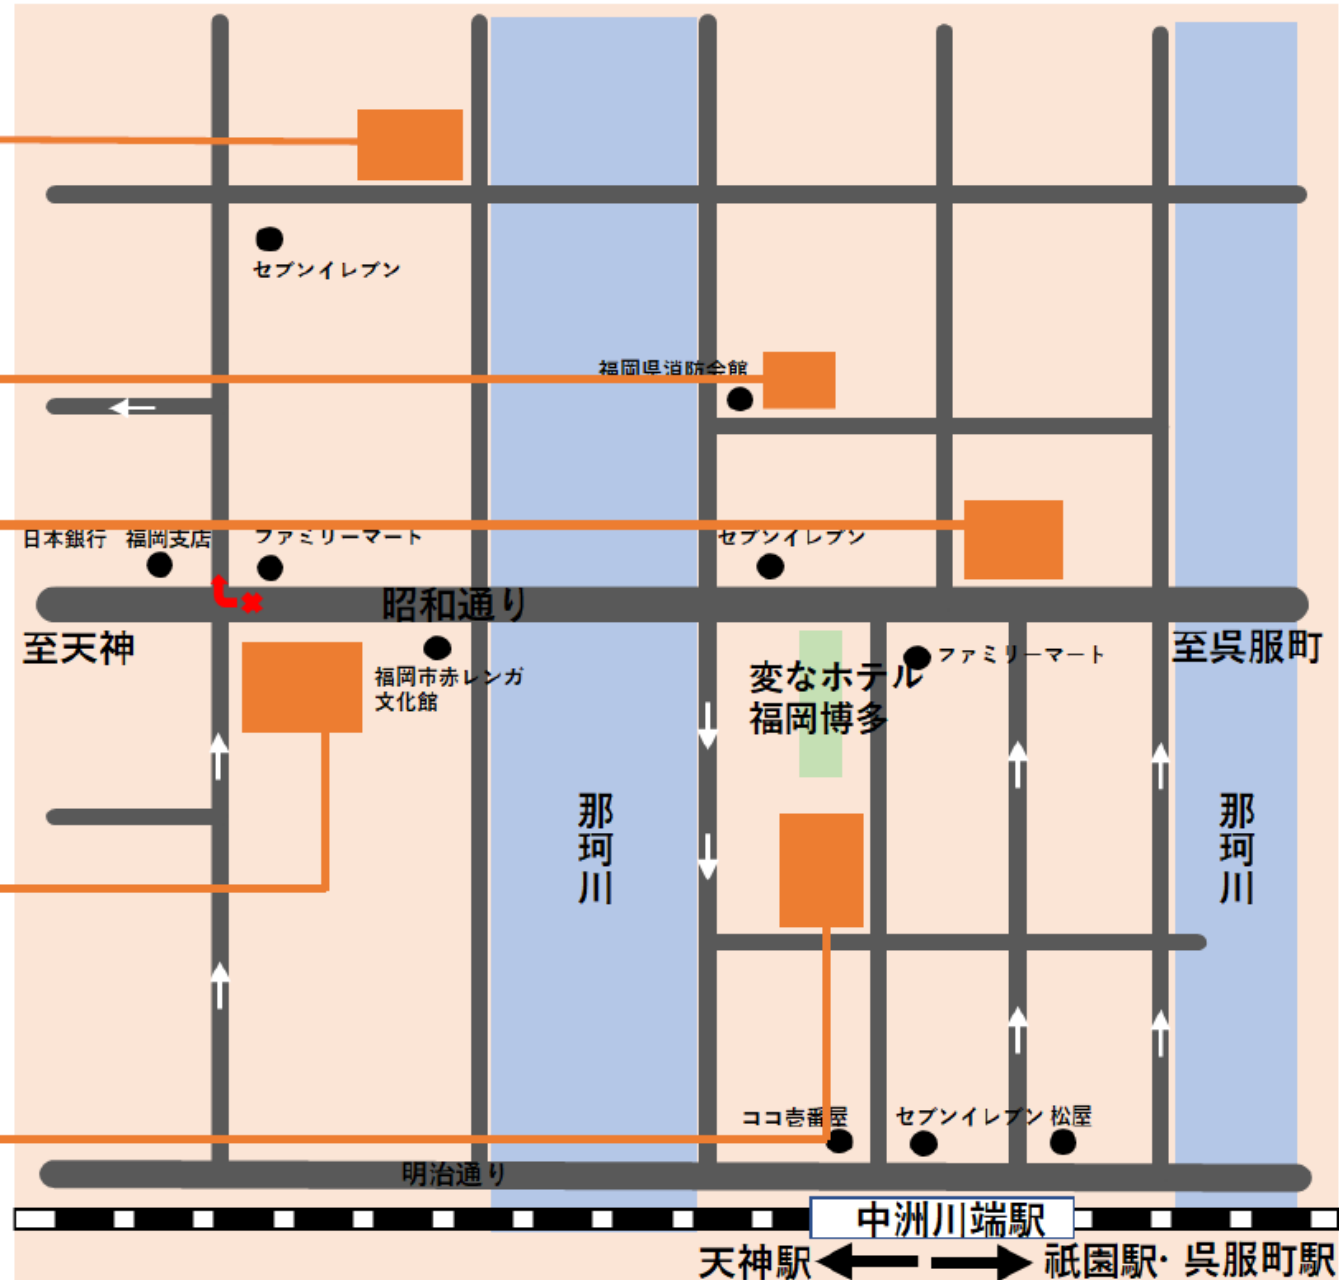 セブンイレブン
福岡県消防会館
日本銀行 福岡支店
ファミリーマート
セブンイレブン
昭和通り
至天神
至呉服町
福岡市赤レンガ
文化館
変なホテル
福岡博多
ファミリーマート
那珂川
那珂川
ココ壱番屋
セブンイレブン
松屋
明治通り
中洲川端駅
天神駅
祇園駅・呉服町駅